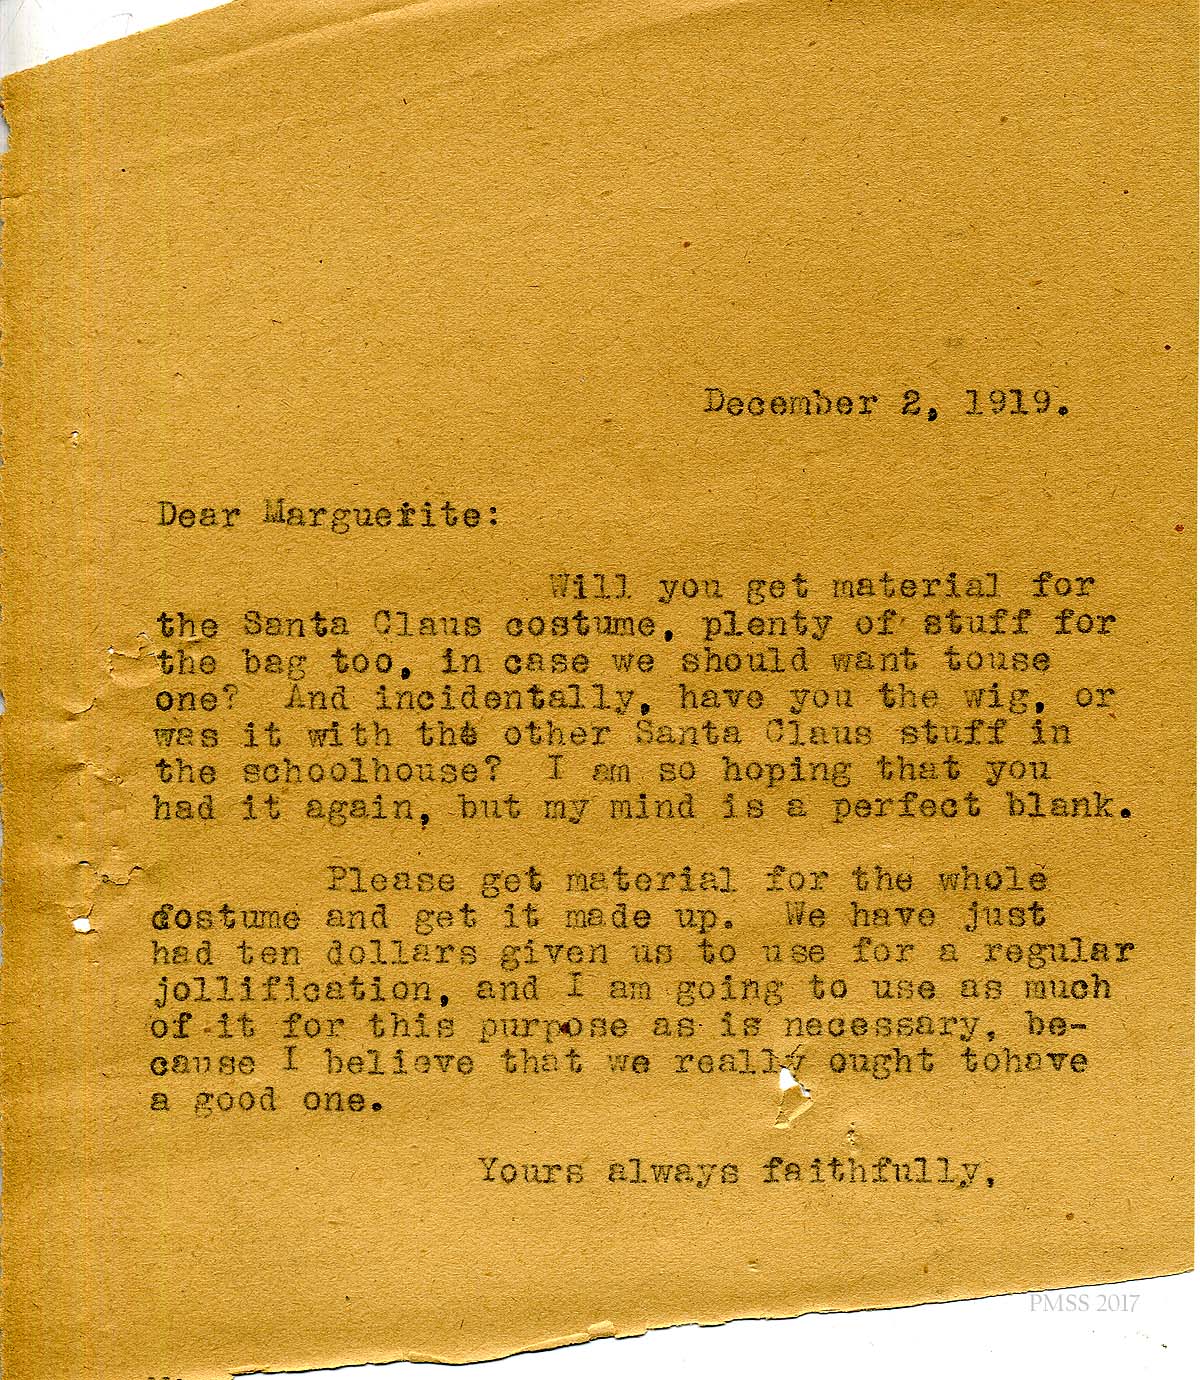 December 2, 1919.
Dear Marguerite:
Will you get material for
the Santa Claus costume, plenty of stuff for
the bag too, in case we should want touse
one? And incidentally, have you the wig, or
was it with the other Santa Claus stuff in
the schoolhouse? I am so hoping that you
had it again, but my mind is a perfect blank.
Please get material for the whole
costume and get it made up. We have just
had ten dollars given us to use for a regular
jollification, and I am going to use as much
of it for this purpose as is necessary, be-
cause I believe that we really ought tohave
a good one.
Yours always faithfully,
PMSS 2017